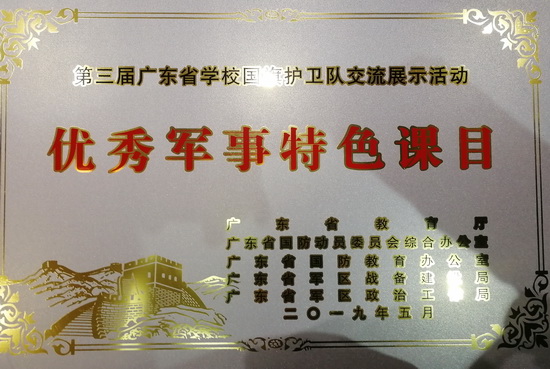 第三届广东省学校国旗护卫队交流展示活动
优秀军事特色课目
广东省教育厅
广东省国防动员委员会综合办公室
广东省国防教育办公室
广东省军区战备建设局
广东省军区政治工作局
二〇一九年五月